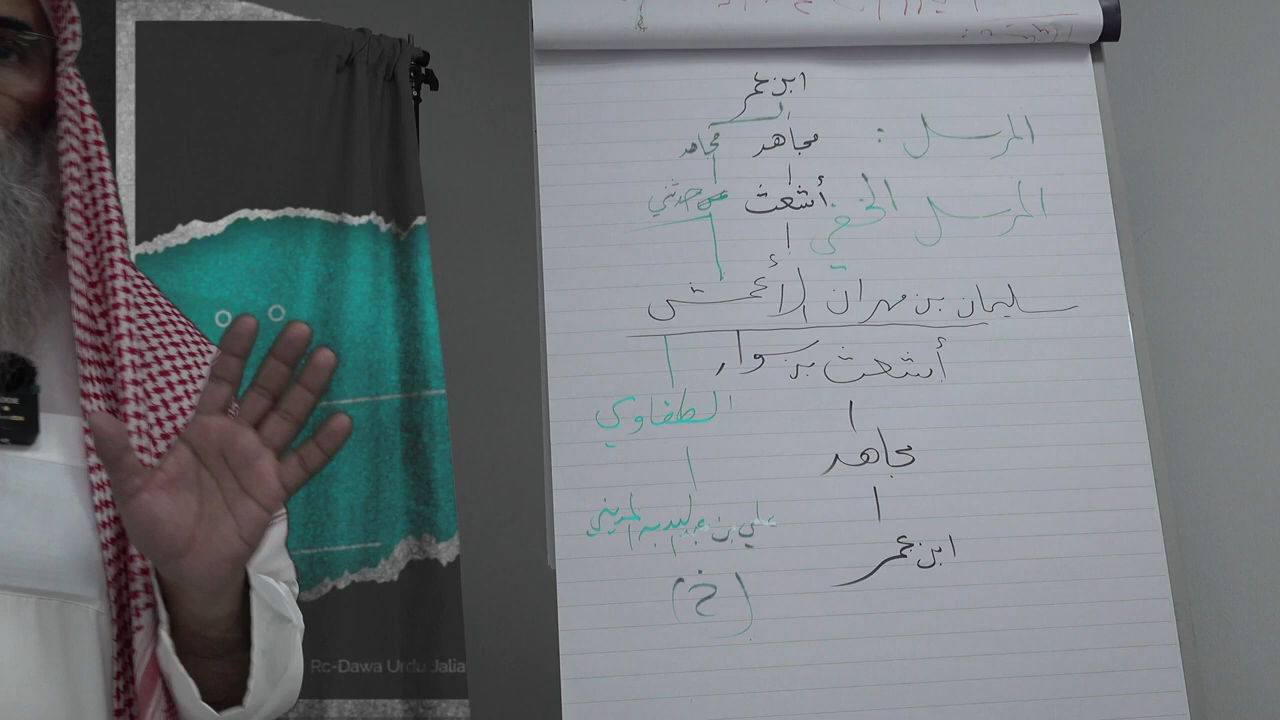 ابن عمر
المرسل :
مجاهد مجاهد
المرسل الخفي
أشعث حدثني
سليمان بن مهران الأعمش
أشعث بن سوار
الطفاوي
مجاهد
علي بن عبد الله المديني
ابن عمر
(خ)
Rc-Dawa Urdu Jalia